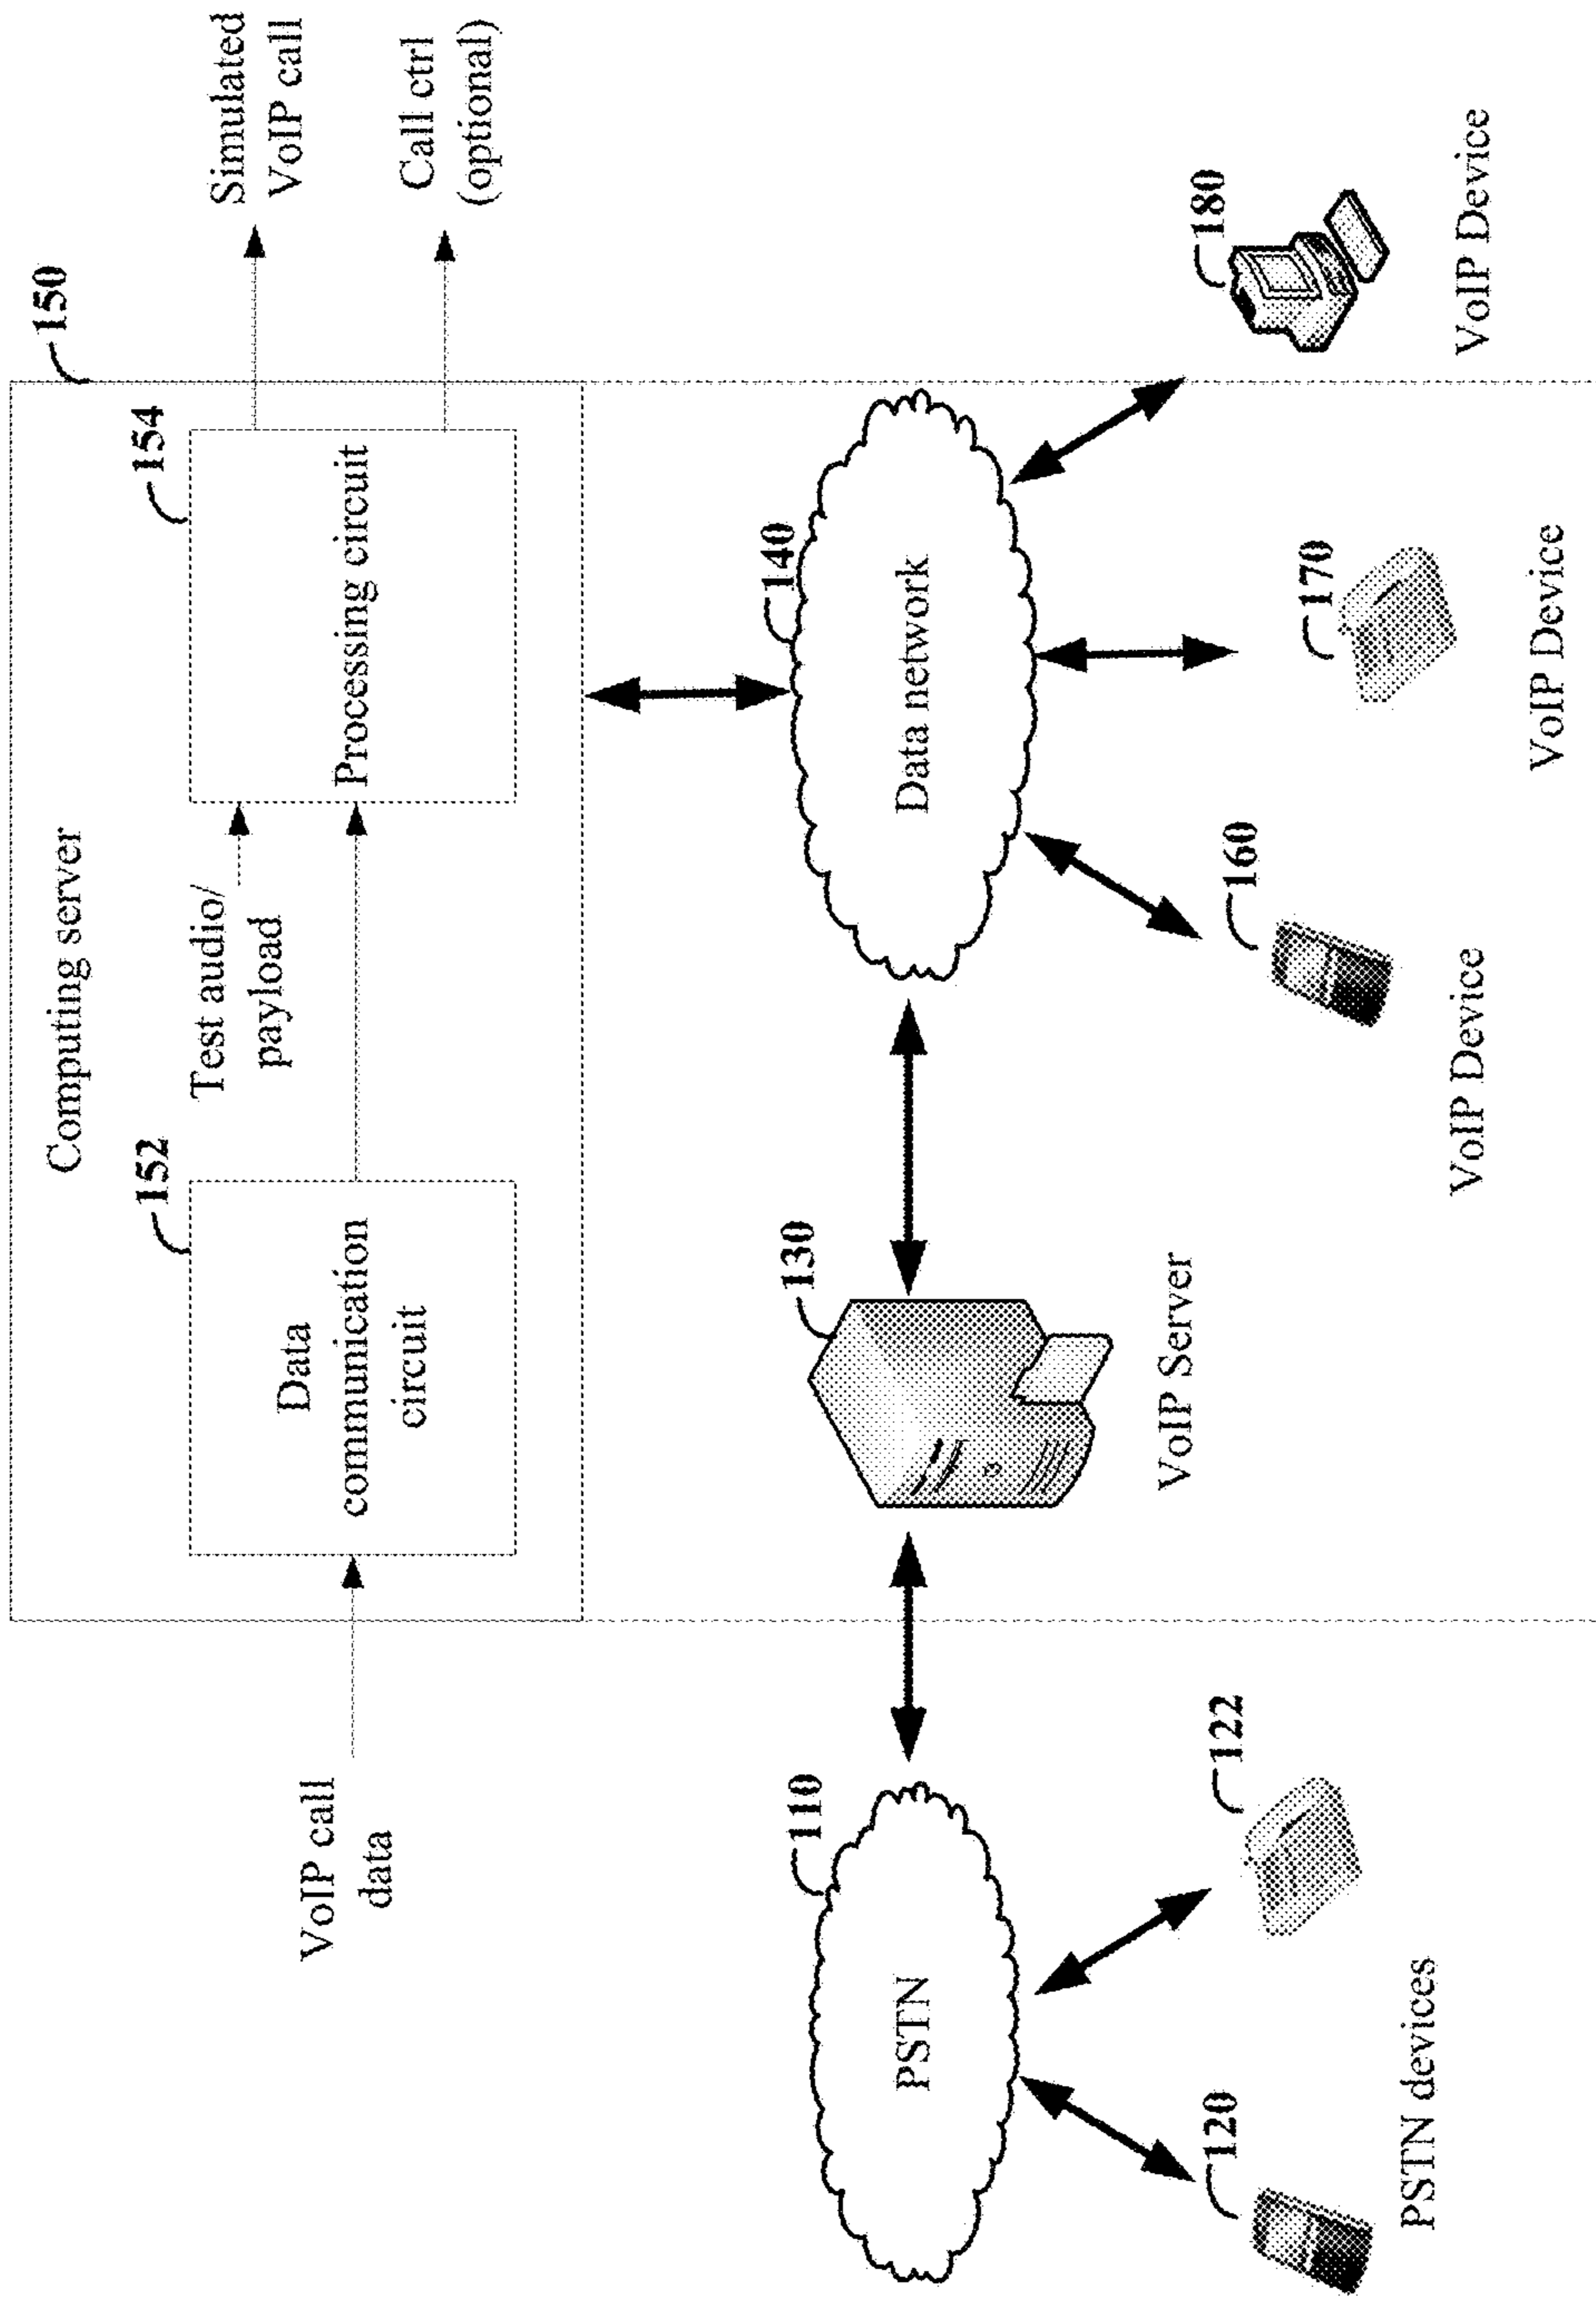 150
Computing server
152
154
VoIP call
data
Data
communication
circuit
Test audio/
payload
Processing circuit
Simulated
VoIP call
Call ctrl
(optional)
110
PSTN
130
VoIP Server
140
Data network
120
122
PSTN devices
160
VoIP Device
170
VoIP Device
180
VoIP Device